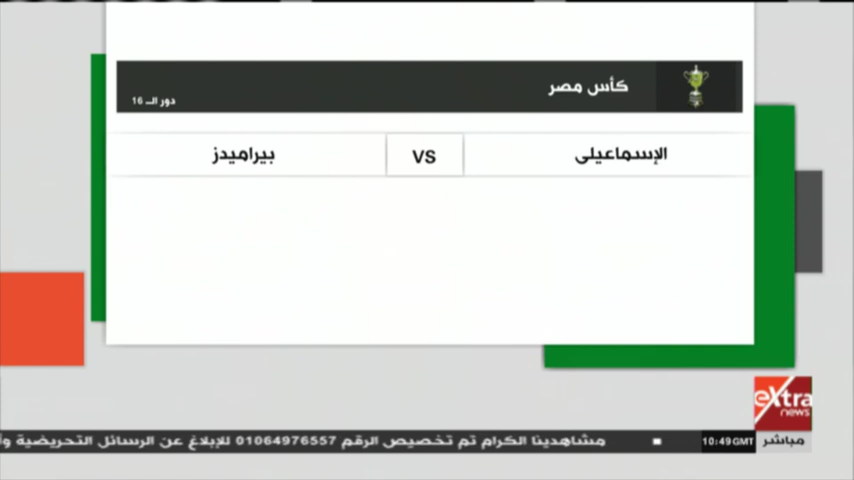 كأس مصر
دور الـ 16
الإسماعيلى
VS
بيراميدز
eXtra
news
مباشر
10:49 GMT
مشاهدينا الكرام تم تخصيص الرقم 01064976557 للإبلاغ عن الرسائل التحريضية